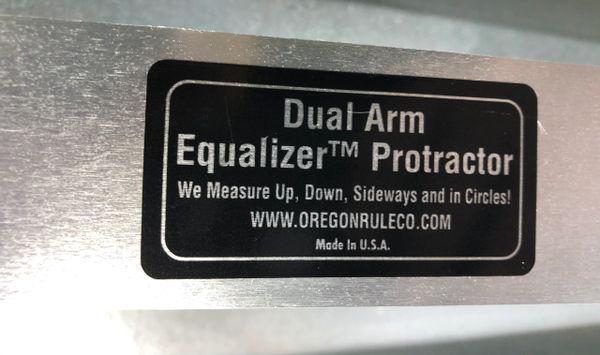 Dual Arm
Equalizer™ Protractor
We Measure Up, Down, Sideways and in Circles!
WWW.OREGONRULECO.COM
Made In U.S.A.